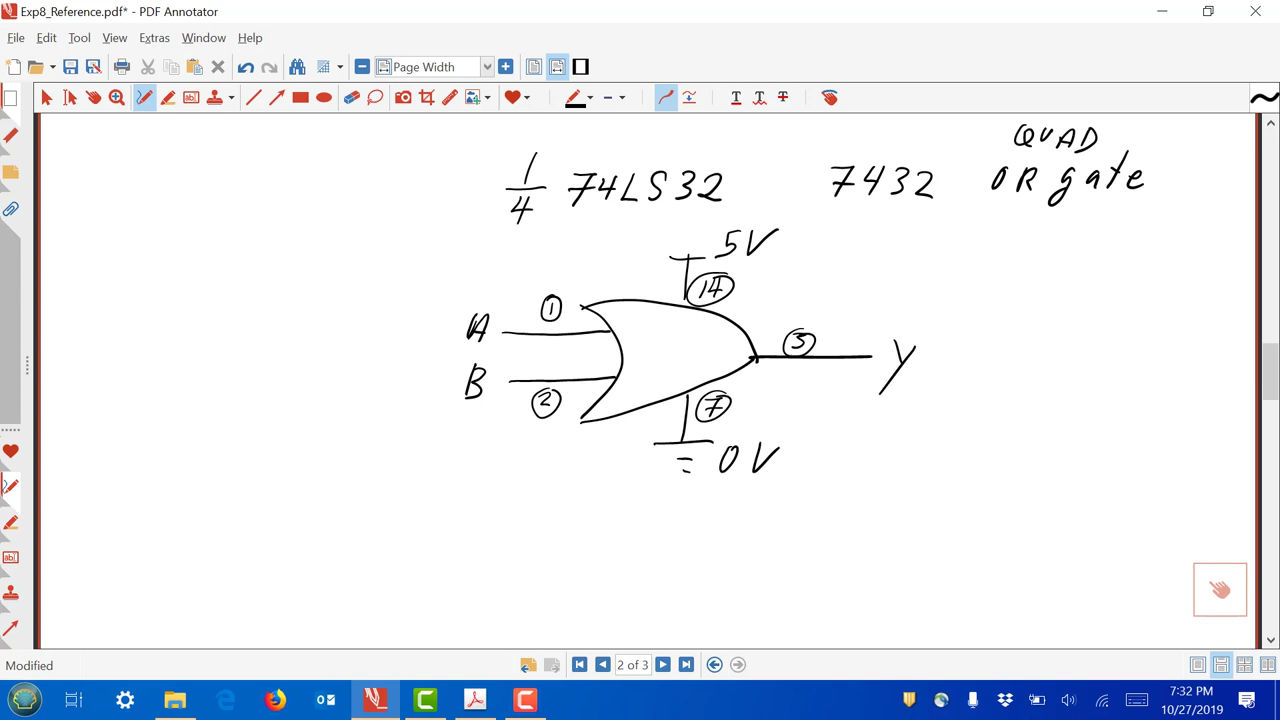 Exp8_Reference.pdf* - PDF Annotator
File Edit Tool View Extras Window Help
Page Width
QUAD
1/4 74LS32 7432 OR gate
5V
14
1
A
3
Y
B
2
7
0V
Modified
2 of 3
7:32 PM
10/27/2019